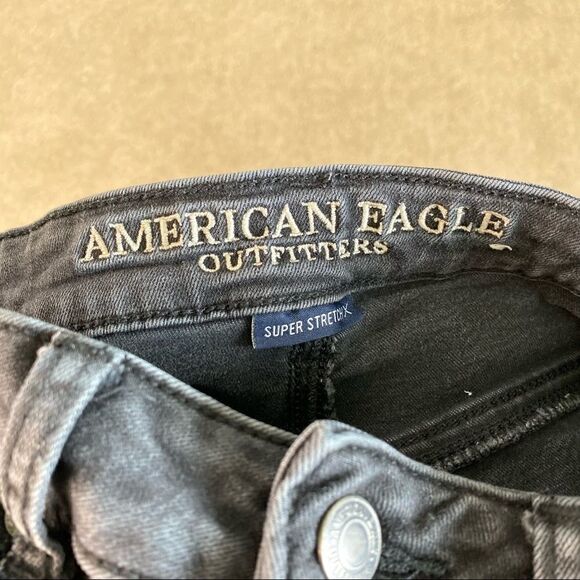 AMERICAN EAGLE
OUTFITTERS
SUPER STRETCH X